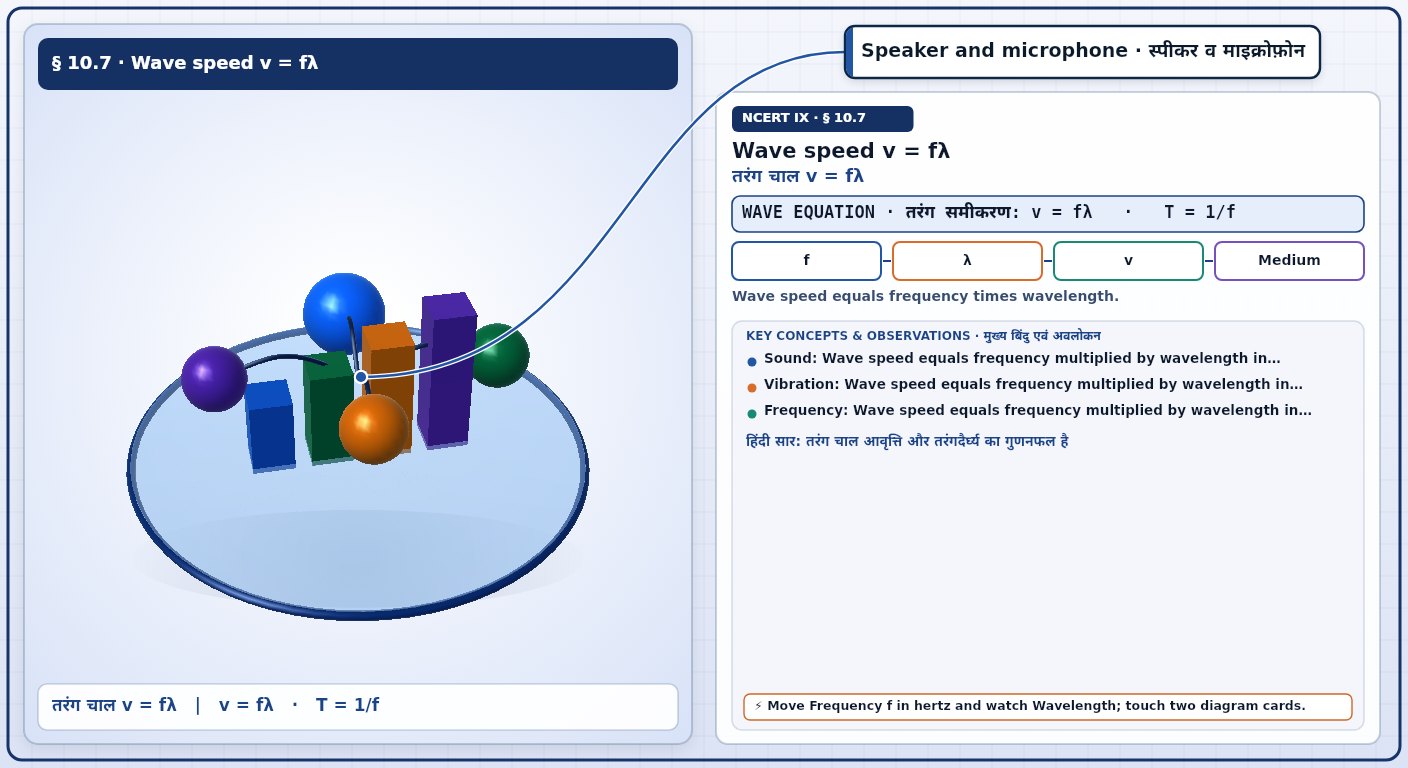 § 10.7 · Wave speed v = fλ
Speaker and microphone · स्पीकर व माइक्रोफ़ोन
NCERT IX · § 10.7
Wave speed v = fλ
तरंग चाल v = fλ
WAVE EQUATION · तरंग समीकरण: v = fλ · T = 1/f
f
λ
v
Medium
Wave speed equals frequency times wavelength.
KEY CONCEPTS & OBSERVATIONS · मुख्य बिंदु एवं अवलोकन
Sound: Wave speed equals frequency multiplied by wavelength in…
Vibration: Wave speed equals frequency multiplied by wavelength in…
Frequency: Wave speed equals frequency multiplied by wavelength in…
हिंदी सार: तरंग चाल आवृत्ति और तरंगदैर्घ्य का गुणनफल है
⚡ Move Frequency f in hertz and watch Wavelength; touch two diagram cards.
तरंग चाल v = fλ | v = fλ · T = 1/f